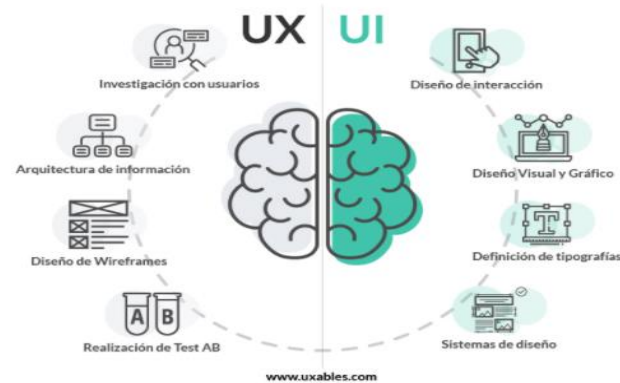 UX UI
Investigación con usuarios
Arquitectura de información
Diseño de Wireframes
A B
Realización de Test AB
Diseño de interacción
Diseño Visual y Gráfico
T
Definición de tipografías
Sistemas de diseño
www.uxables.com